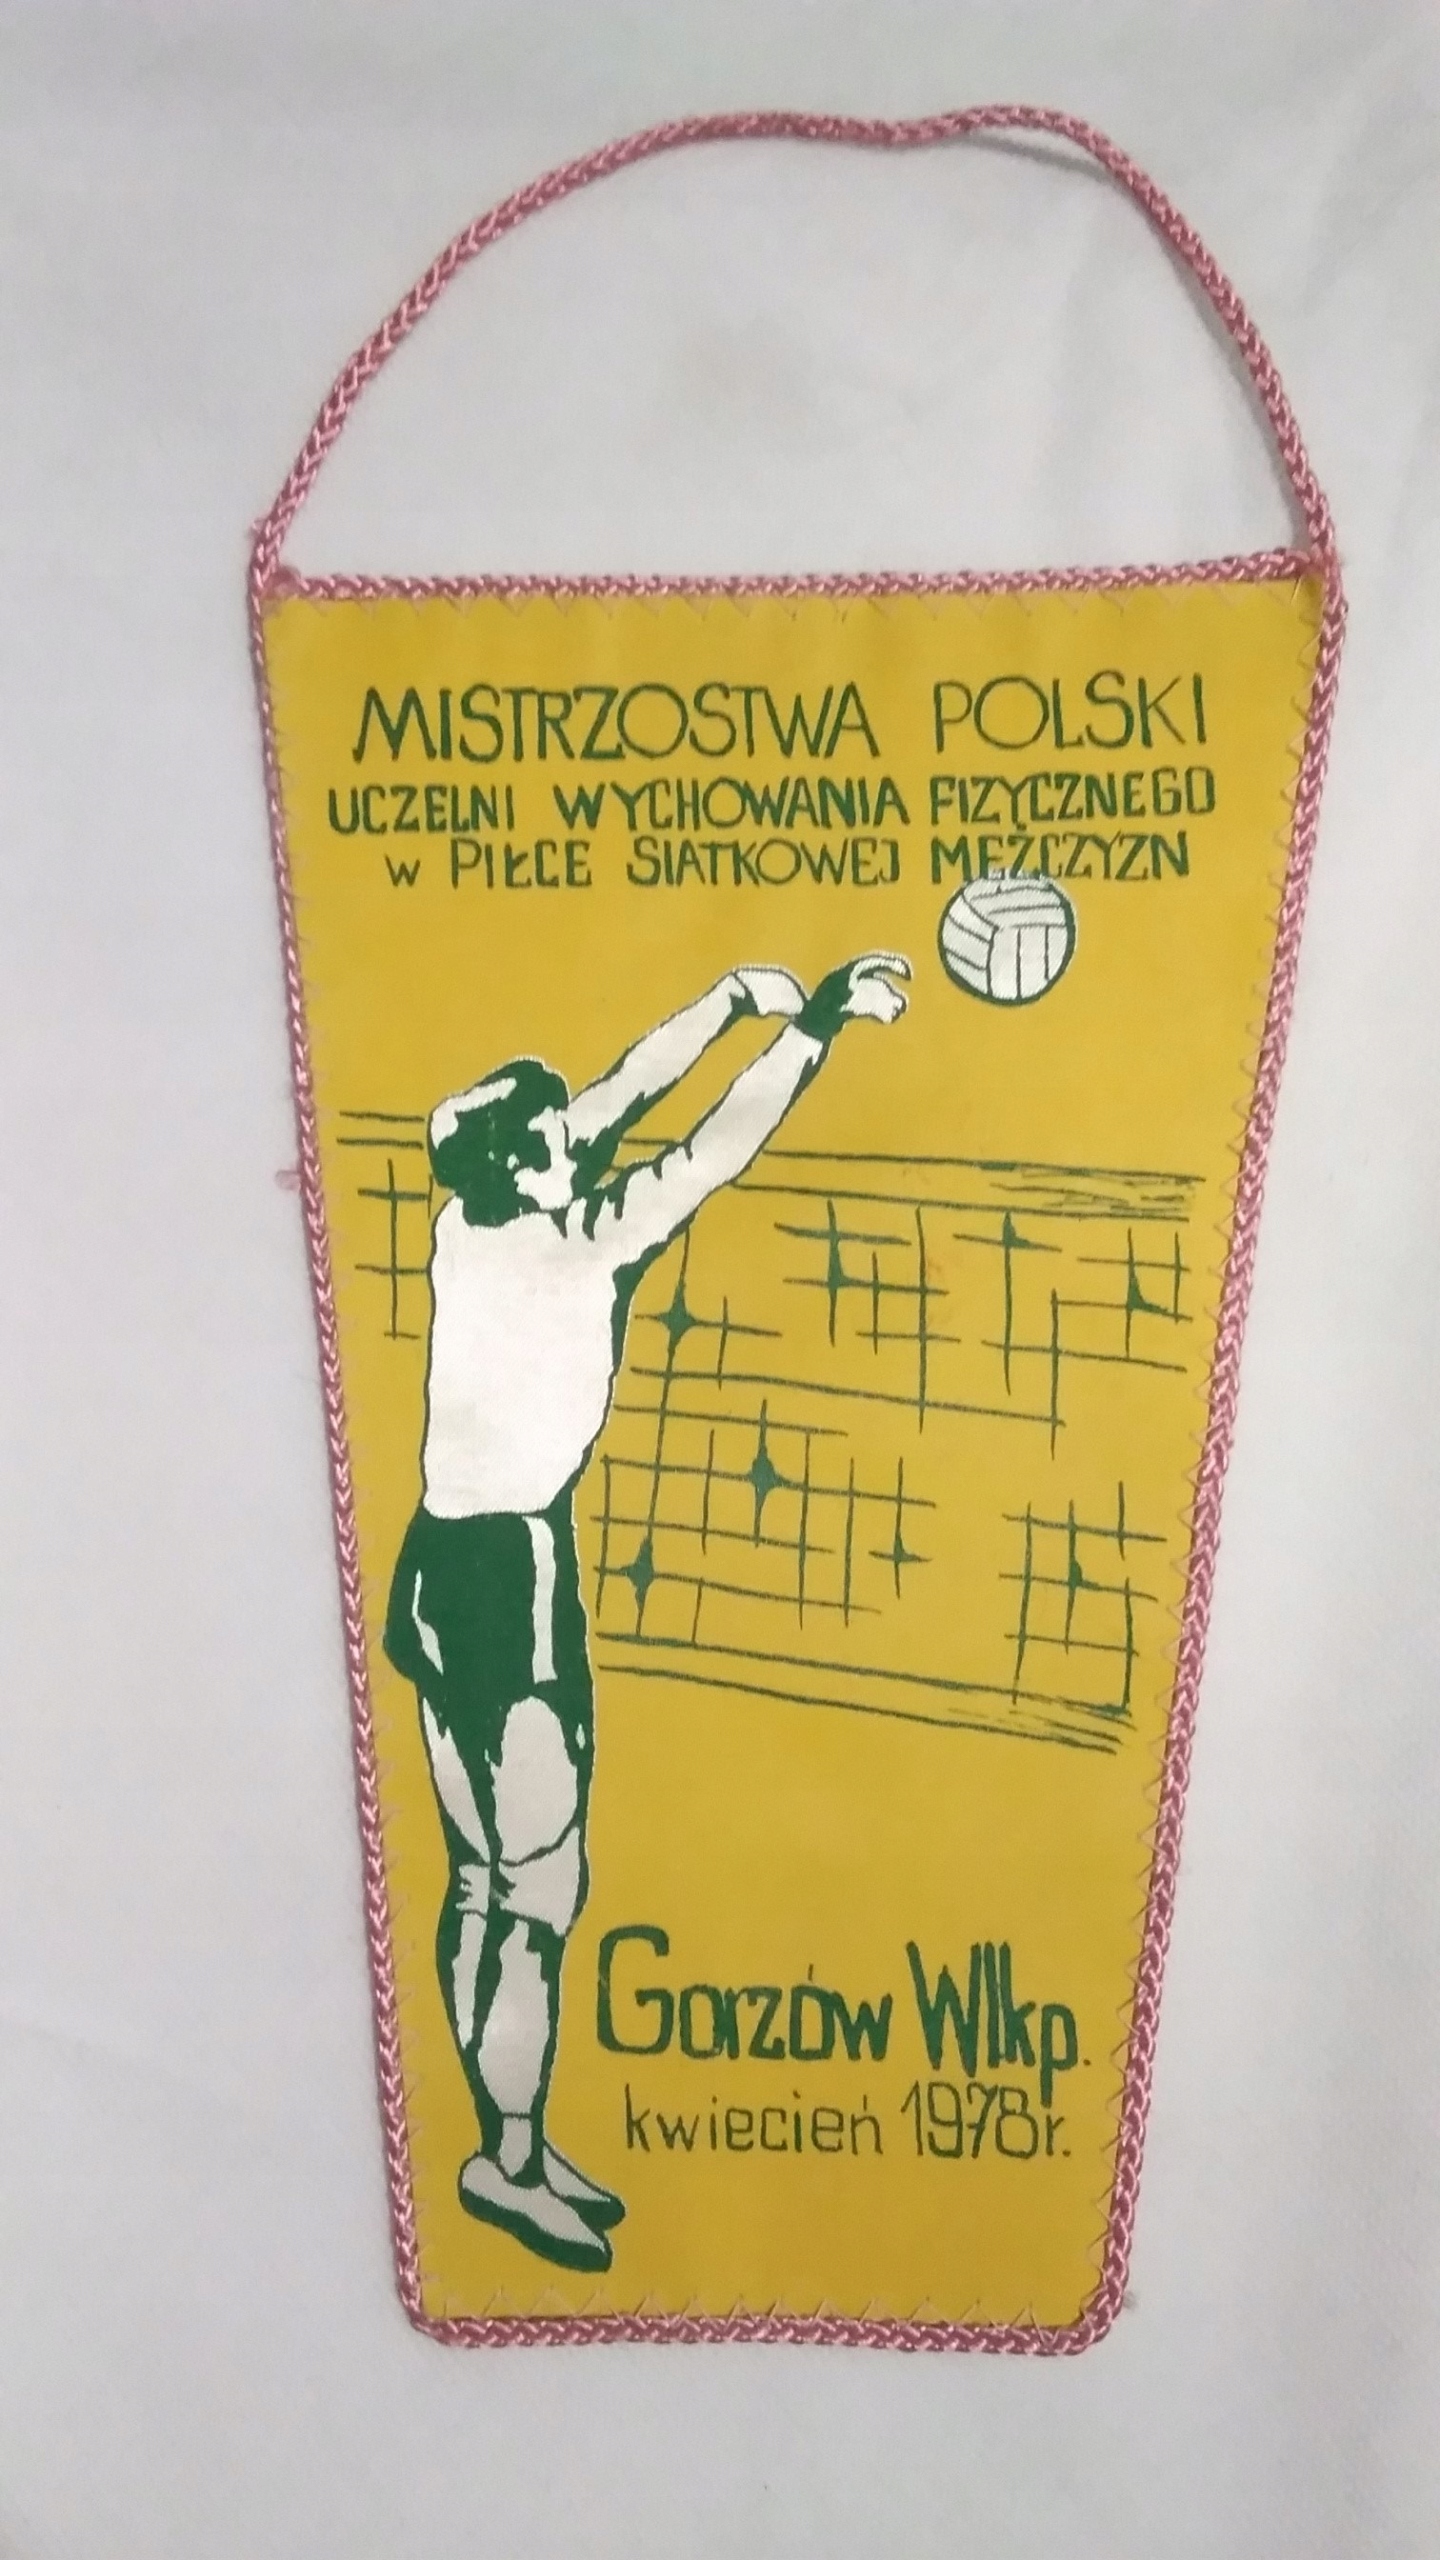 MISTRZOSTWA POLSKI
UCZELNI WYCHOWANIA FIZYCZNEGO
w PIŁCE SIATKOWEJ MĘŻCZYZN
Gorzów Wlkp.
kwiecień 1978r.